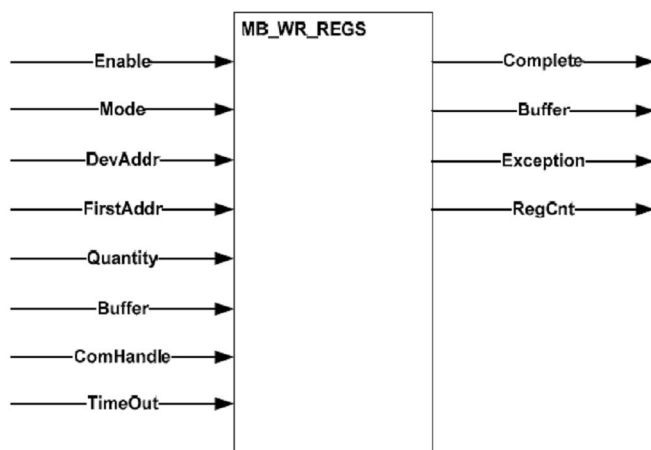 MB_WR_REGS
Enable
Mode
DevAddr
FirstAddr
Quantity
Buffer
ComHandle
TimeOut
Complete
Buffer
Exception
RegCnt